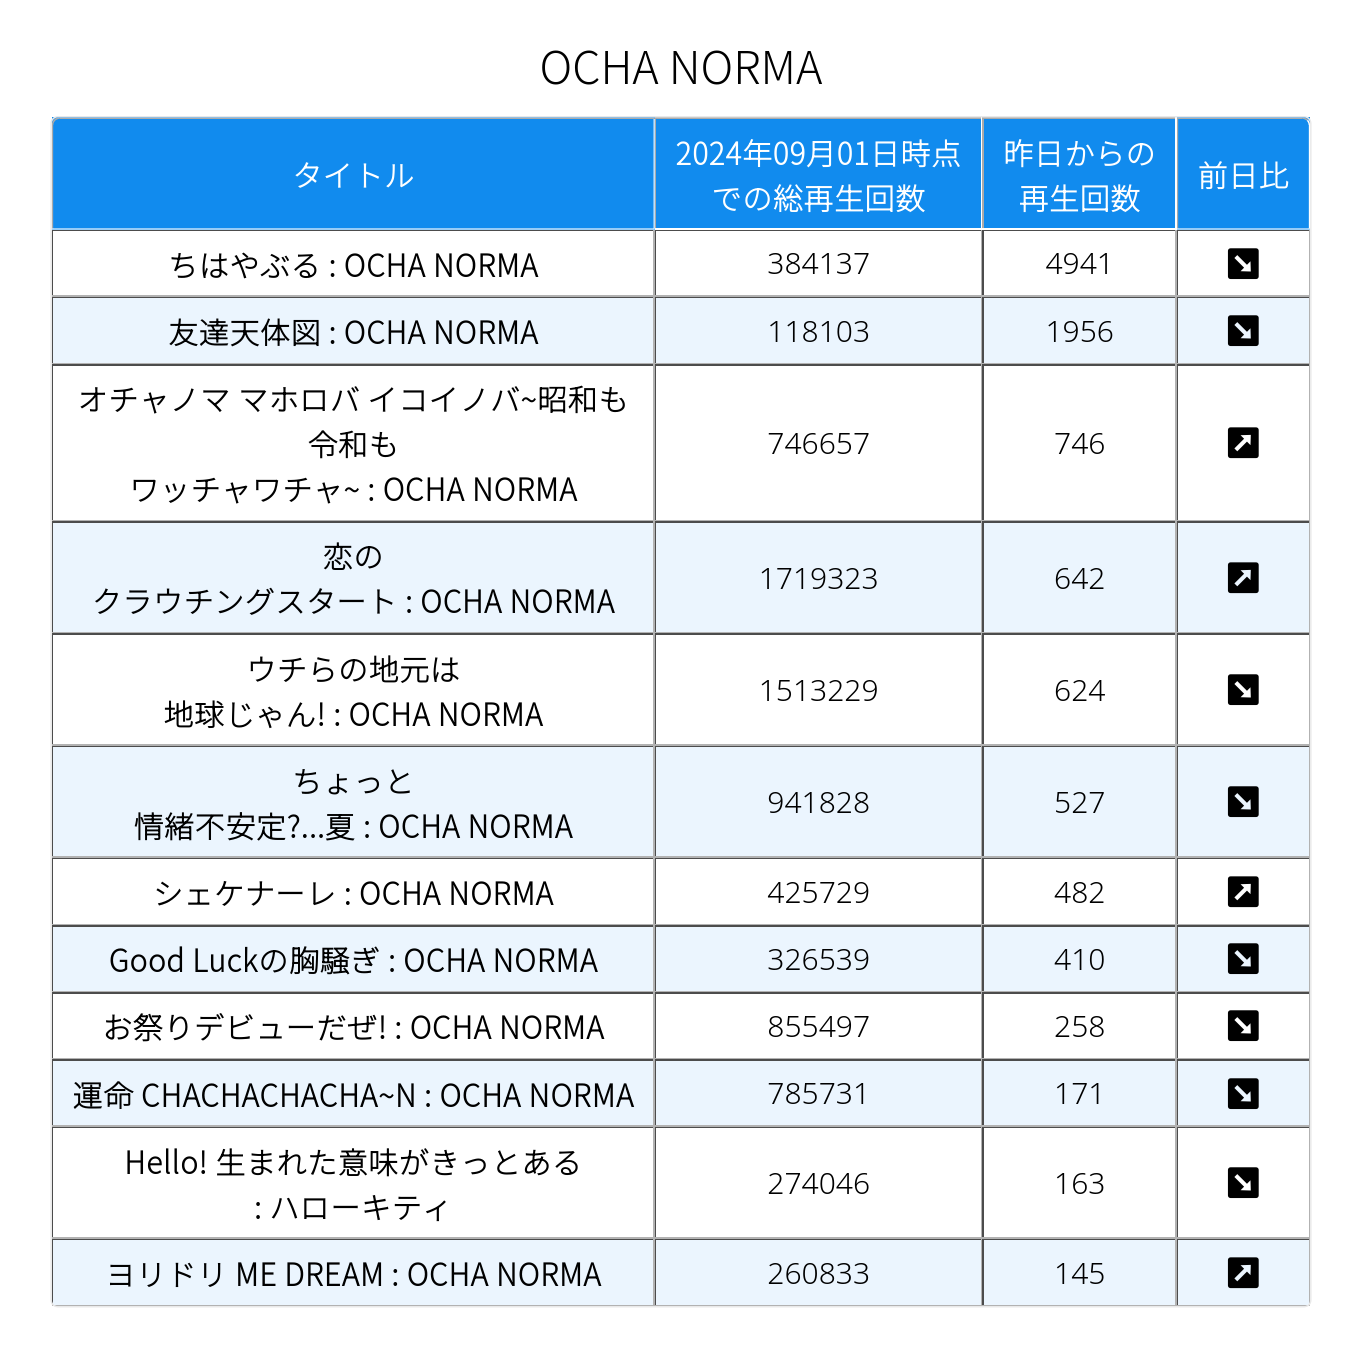 OCHA NORMA
タイトル
2024年09月01日時点
での総再生回数
昨日からの
再生回数
前日比
ちはやぶる : OCHA NORMA
384137
4941
友達天体図 : OCHA NORMA
118103
1956
オチャノマ マホロバ イコイノバ~昭和も
令和も
ワッチャワチャ~ : OCHA NORMA
746657
746
恋の
クラウチングスタート : OCHA NORMA
1719323
642
ウチらの地元は
地球じゃん! : OCHA NORMA
1513229
624
ちょっと
情緒不安定?...夏 : OCHA NORMA
941828
527
シェケナーレ : OCHA NORMA
425729
482
Good Luckの胸騒ぎ : OCHA NORMA
326539
410
お祭りデビューだぜ! : OCHA NORMA
855497
258
運命 CHACHACHACHA~N : OCHA NORMA
785731
171
Hello! 生まれた意味がきっとある
: ハローキティ
274046
163
ヨリドリ ME DREAM : OCHA NORMA
260833
145